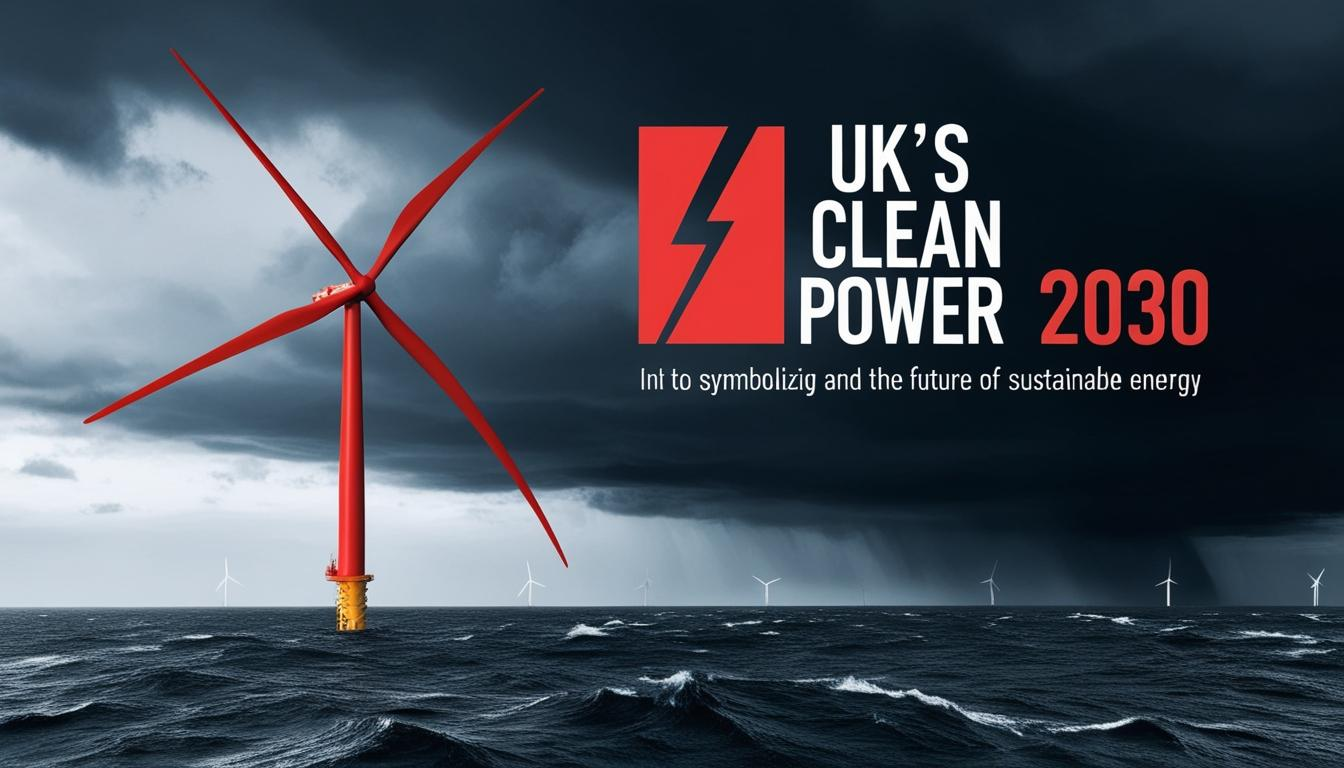 UK'S
CLEAN
POWER 2030
Int to symbolizig and the future of sustainabe energy